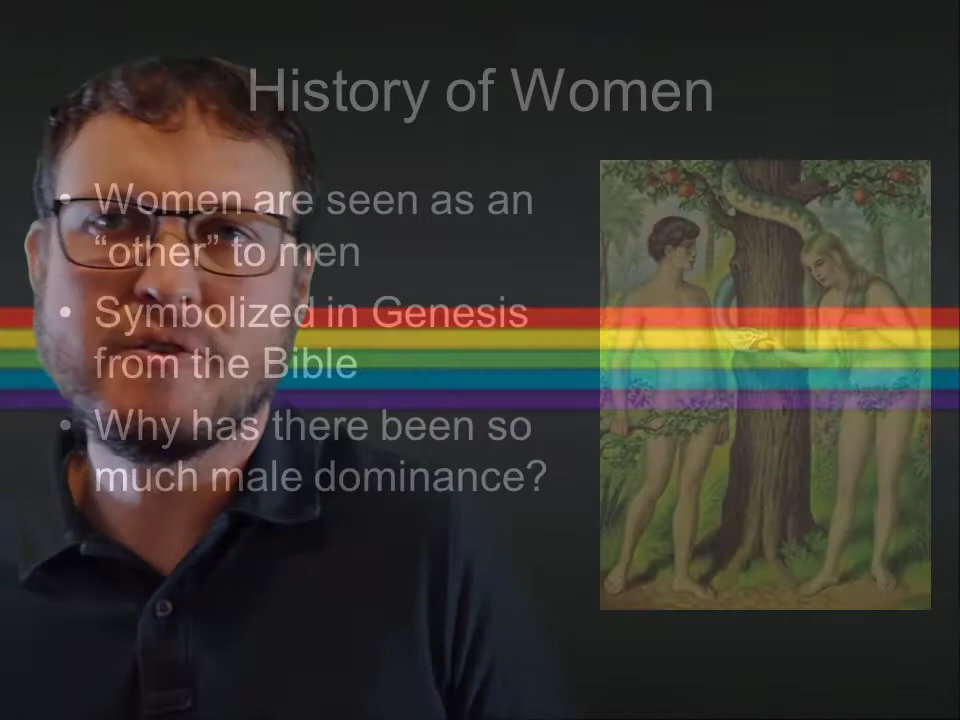 History of Women
• Women are seen as an
“other” to men
• Symbolized in Genesis
from the Bible
• Why has there been so
much male dominance?